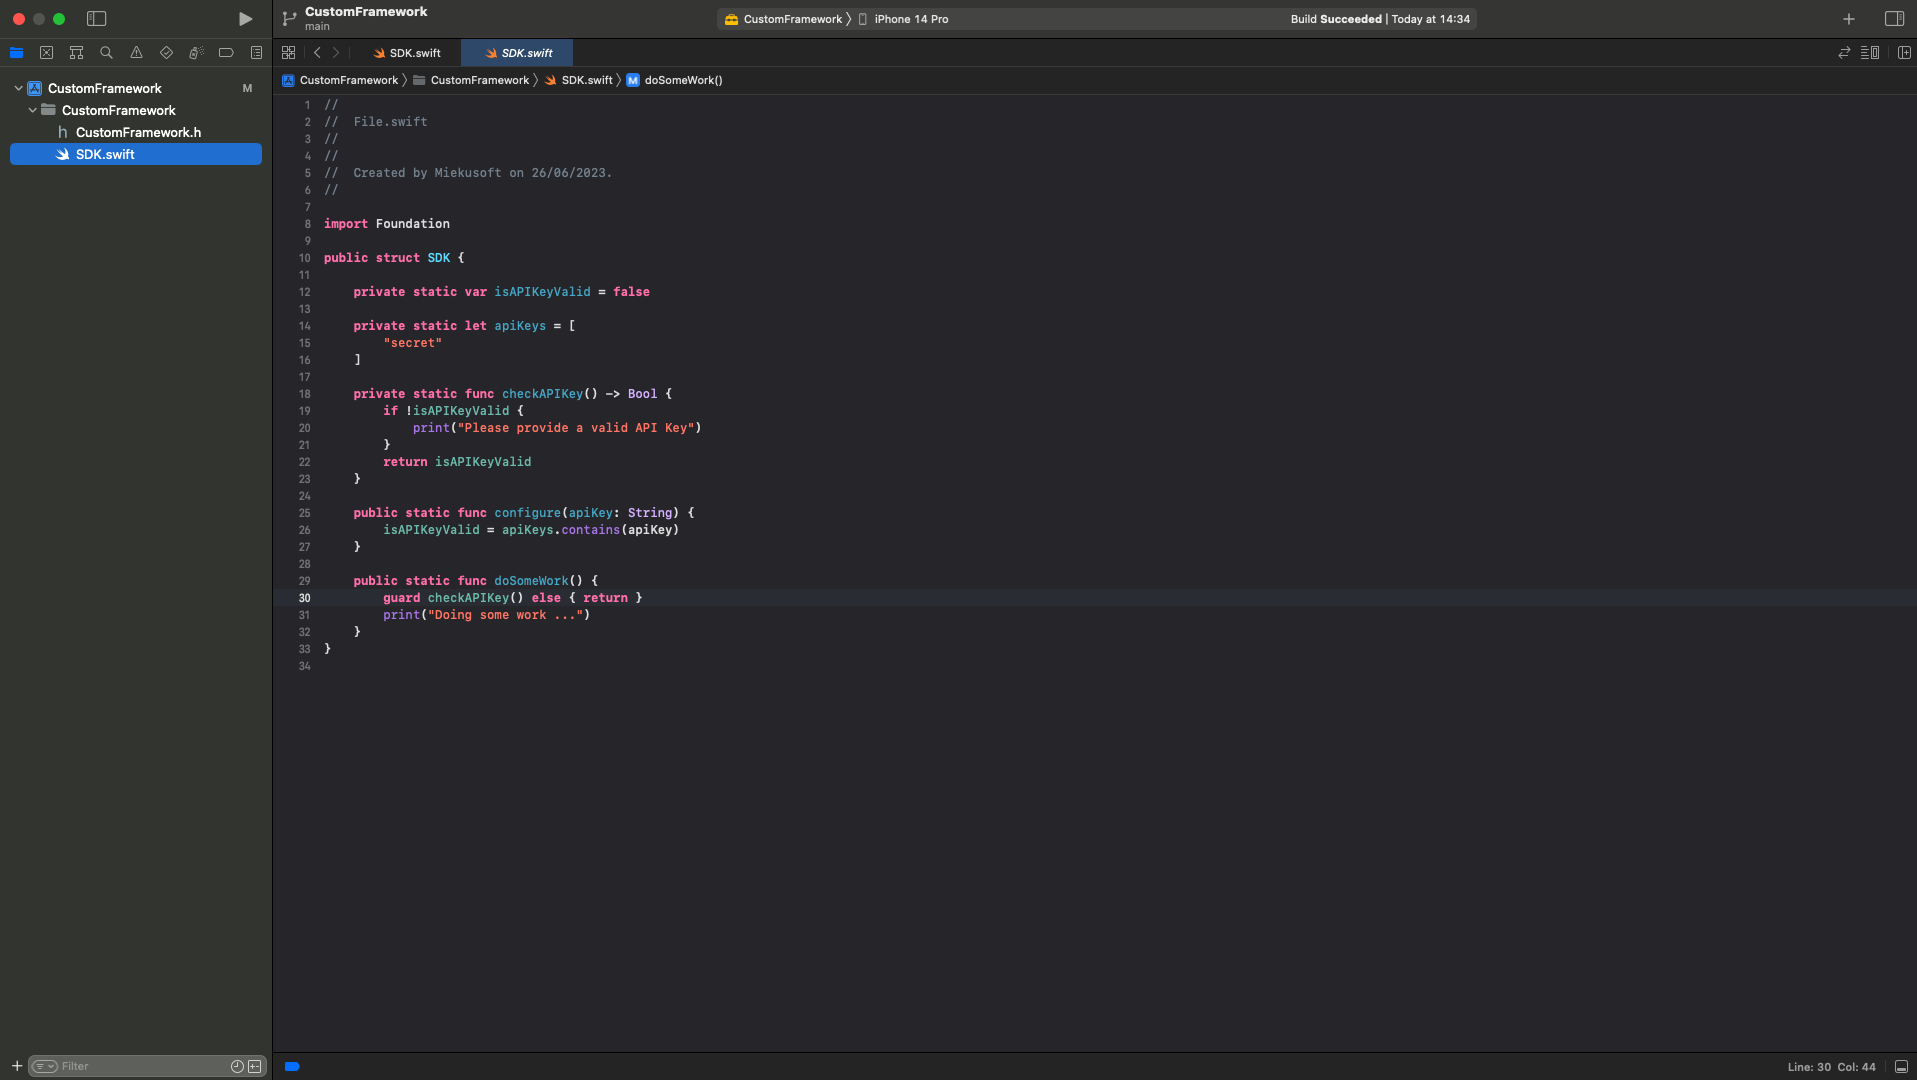 CustomFramework
main
CustomFramework 〉 iPhone 14 Pro
Build Succeeded | Today at 14:34
SDK.swift
SDK.swift
CustomFramework 〉 CustomFramework 〉 SDK.swift 〉 M doSomeWork()
CustomFramework M
CustomFramework
h CustomFramework.h
SDK.swift
1 //
2 //  File.swift
3 //
4 //
5 //  Created by Miekusoft on 26/06/2023.
6 //
7
8 import Foundation
9
10 public struct SDK {
11
12     private static var isAPIKeyValid = false
13
14     private static let apiKeys = [
15         "secret"
16     ]
17
18     private static func checkAPIKey() -> Bool {
19         if !isAPIKeyValid {
20             print("Please provide a valid API Key")
21         }
22         return isAPIKeyValid
23     }
24
25     public static func configure(apiKey: String) {
26         isAPIKeyValid = apiKeys.contains(apiKey)
27     }
28
29     public static func doSomeWork() {
30         guard checkAPIKey() else { return }
31         print("Doing some work ...")
32     }
33 }
34
Filter
Line: 30 Col: 44